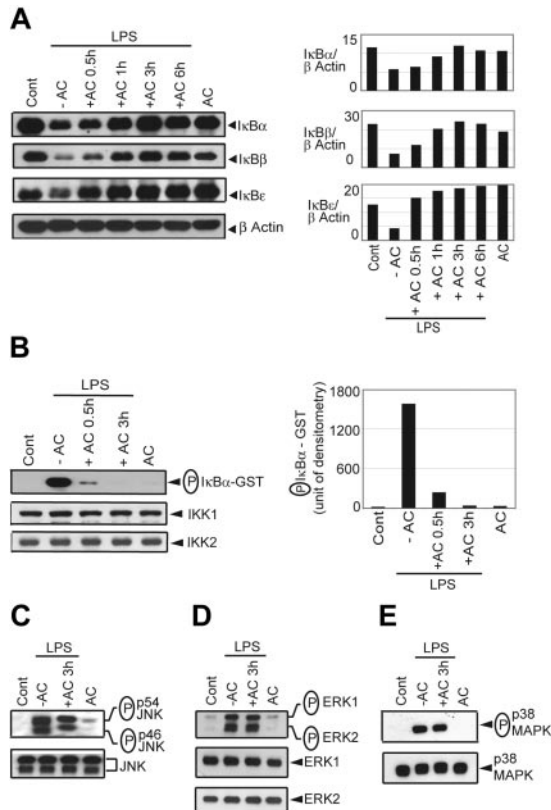 A
LPS
Cont
- AC
+AC 0.5h
+AC 1h
+AC 3h
+AC 6h
AC
IκBα
IκBβ
IκBε
β Actin
IκBα/
β Actin
15
0
IκBβ/
β Actin
30
0
IκBε/
β Actin
20
0
Cont
- AC
+ AC 0.5h
+ AC 1h
+ AC 3h
+ AC 6h
AC
LPS
B
LPS
Cont
- AC
+ AC 0.5h
+ AC 3h
AC
P IκBα-GST
IKK1
IKK2
P IκBα - GST
(unit of densitometry)
1800
1200
600
0
Cont
- AC
+AC 0.5h
+AC 3h
AC
LPS
C
LPS
Cont
-AC
+AC 3h
AC
P p54
JNK
P p46
JNK
JNK
D
LPS
Cont
-AC
+AC 3h
AC
P ERK1
P ERK2
ERK1
ERK2
E
LPS
Cont
-AC
+AC 3h
AC
P p38
MAPK
p38
MAPK